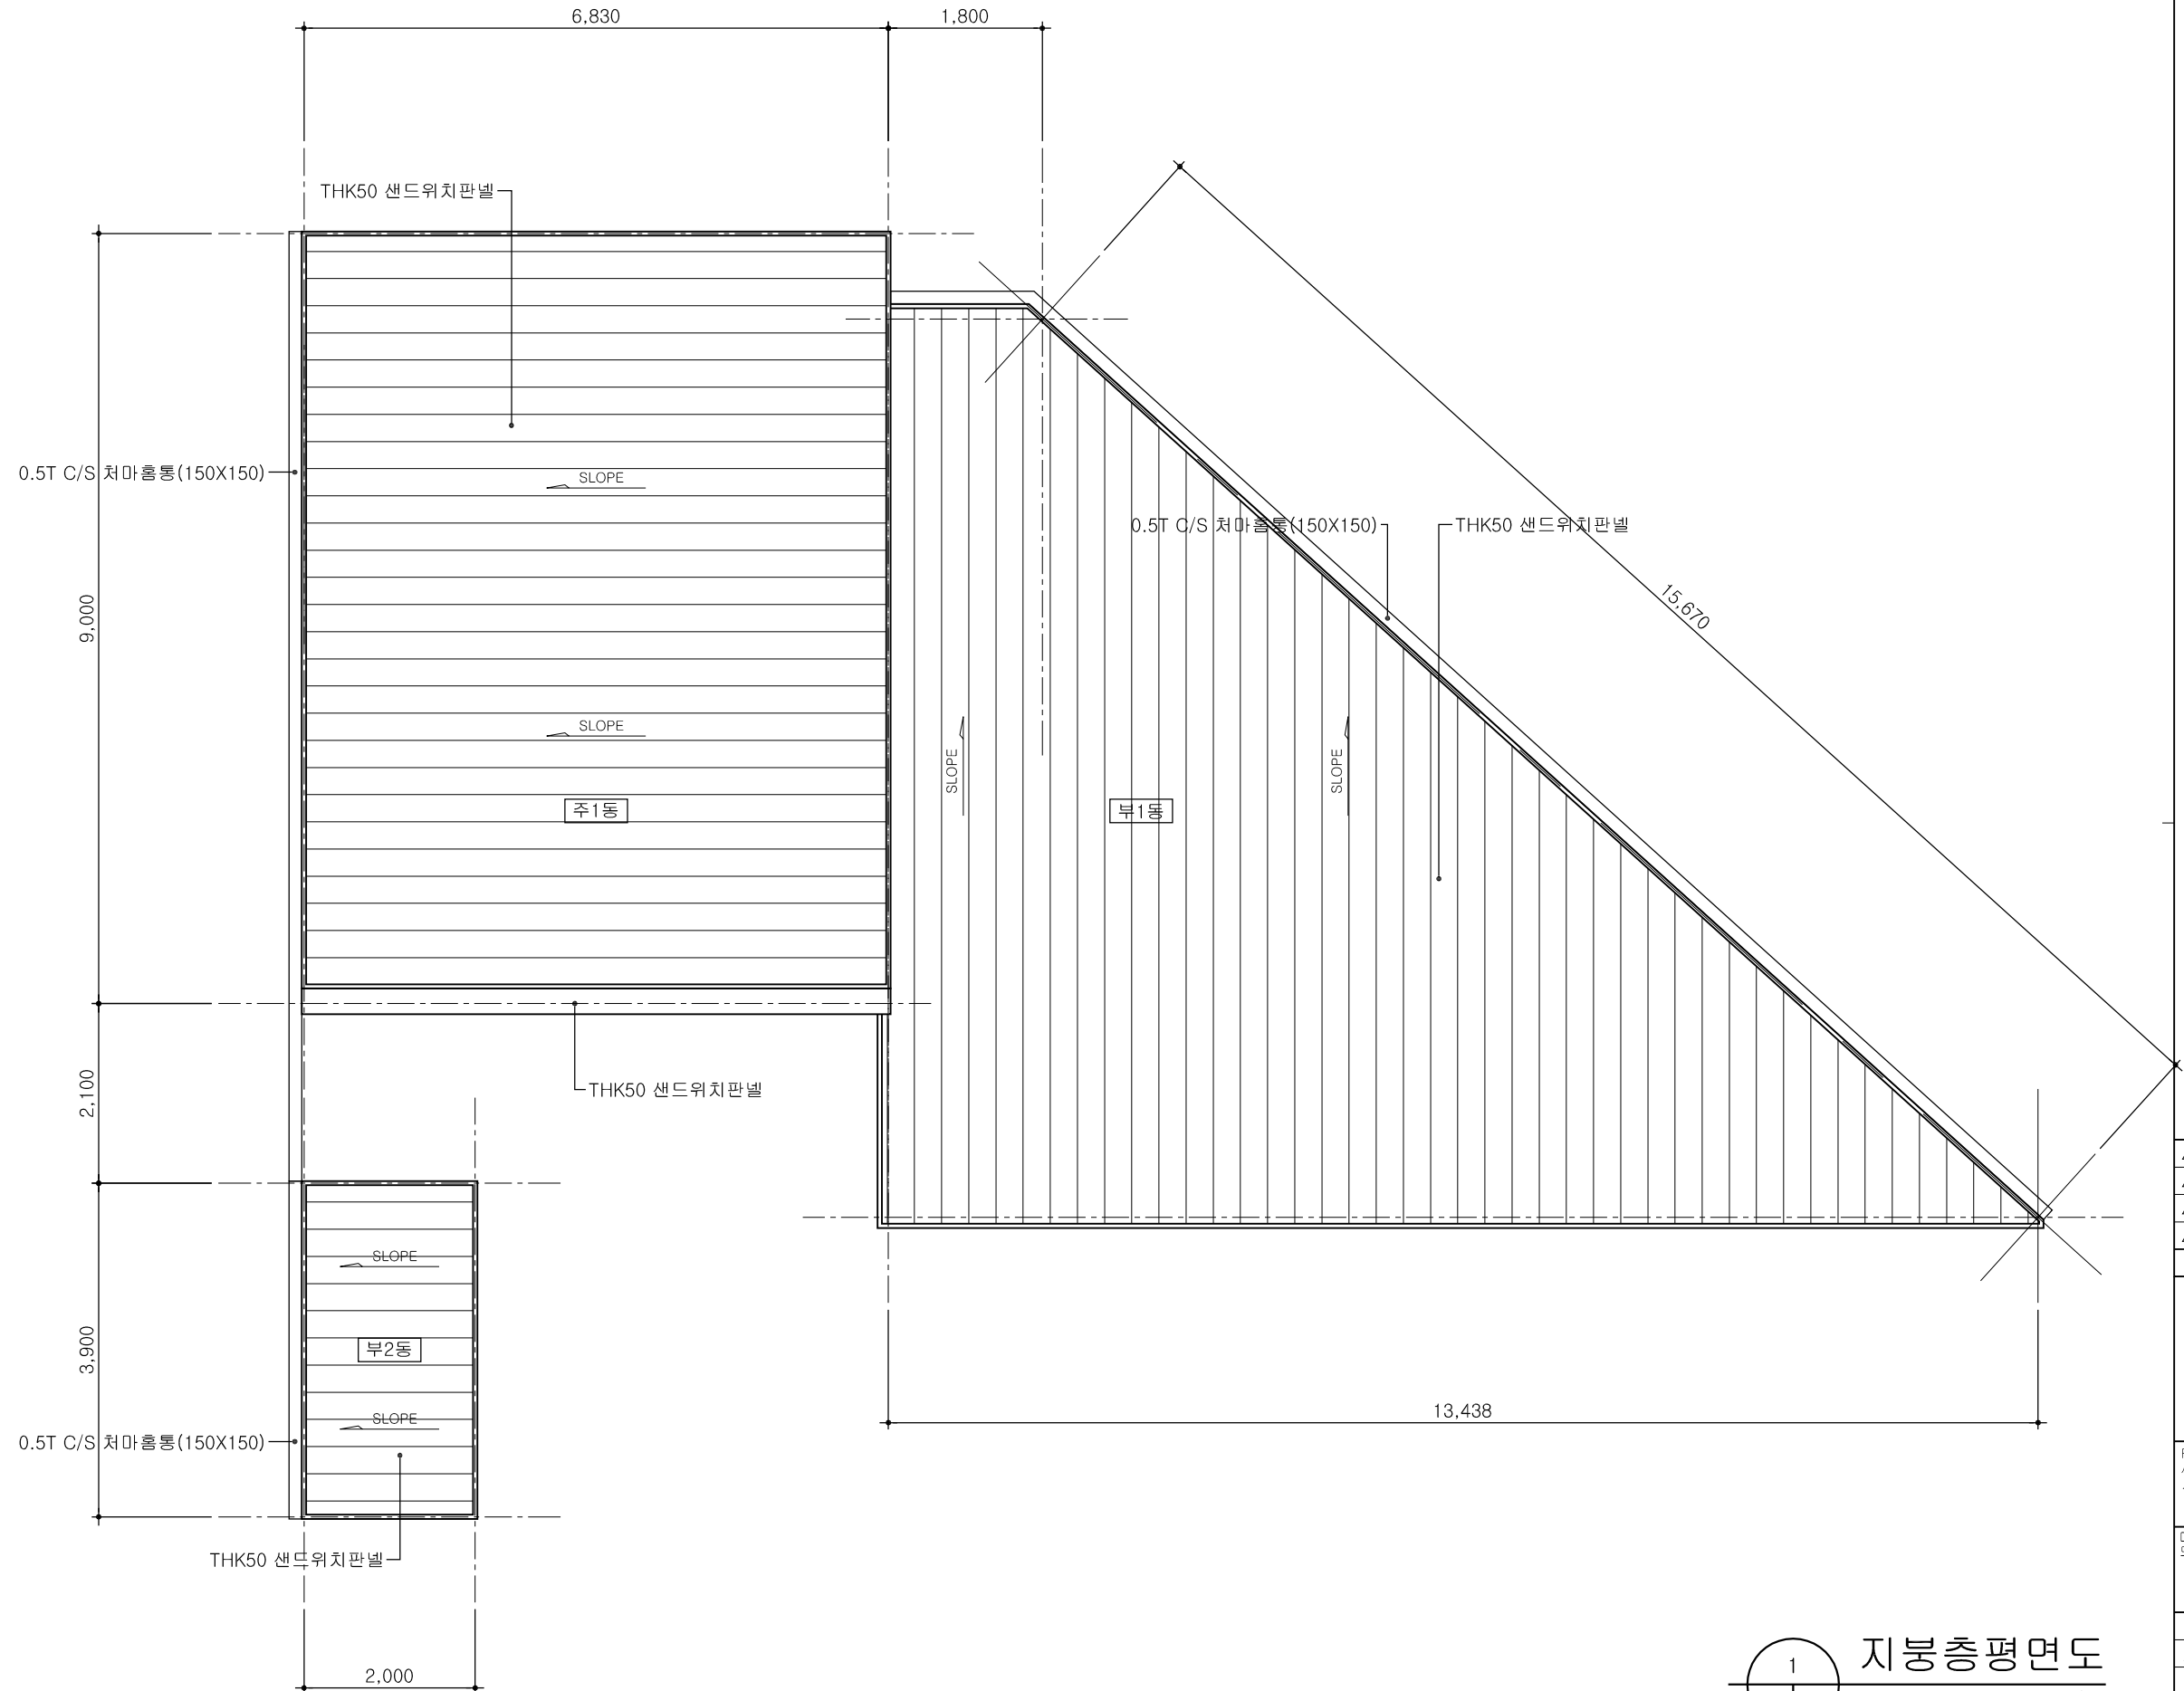 6,830
1,800
THK50 샌드위치판넬
0.5T C/S 처마홈통(150X150)
SLOPE
0.5T C/S 처마홈통(150X150)
THK50 샌드위치판넬
15,670
9,000
SLOPE
SLOPE
SLOPE
주1동
부1동
2,100
THK50 샌드위치판넬
SLOPE
3,900
부2동
13,438
SLOPE
0.5T C/S 처마홈통(150X150)
THK50 샌드위치판넬
1
지붕층평면도
2,000